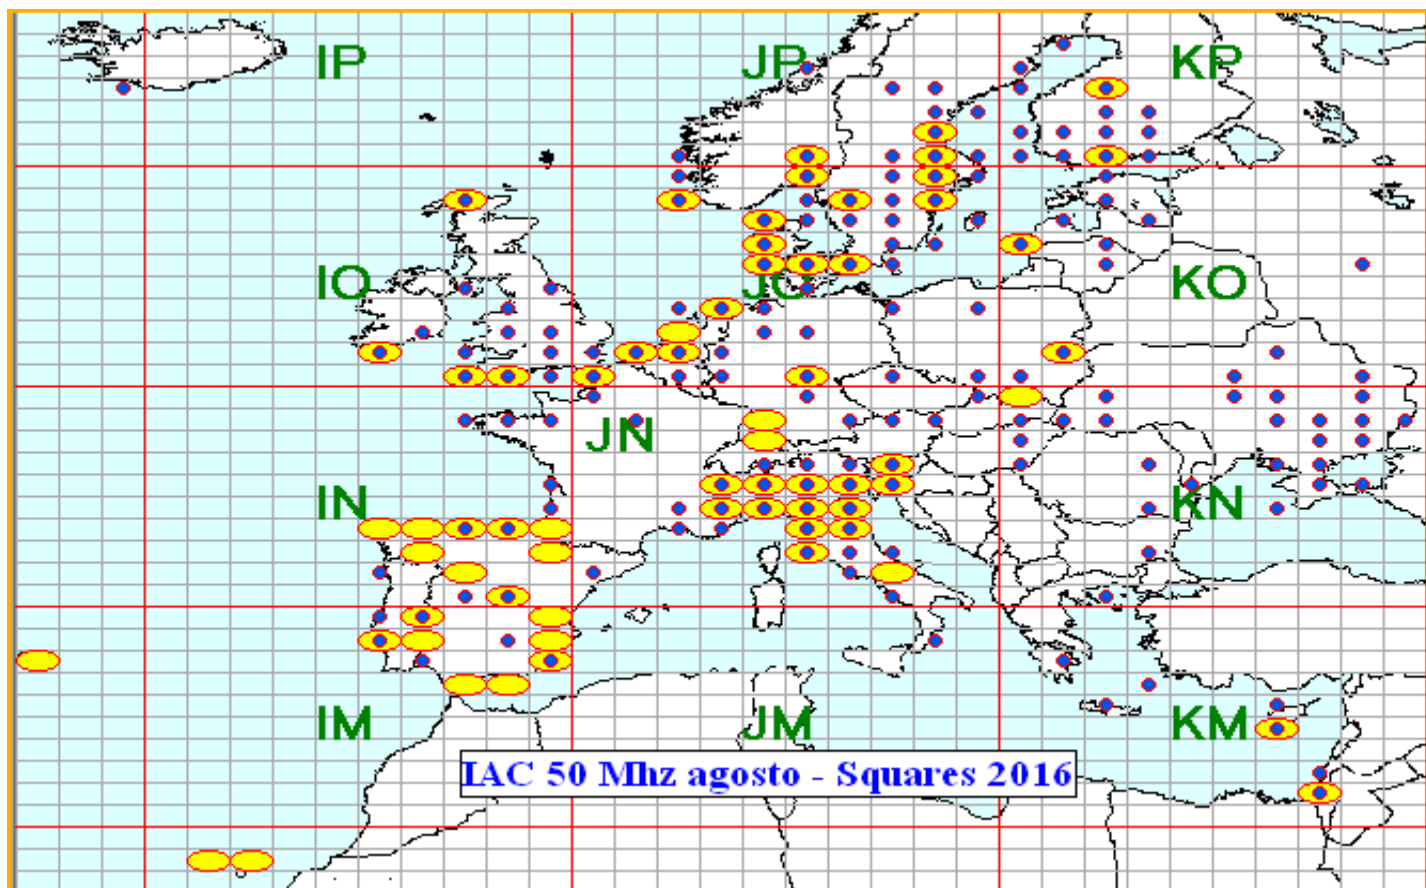 IP JP KP
IO JO KO
JN
IN KN
IM JM KM
IAC 50 Mhz agosto - Squares 2016